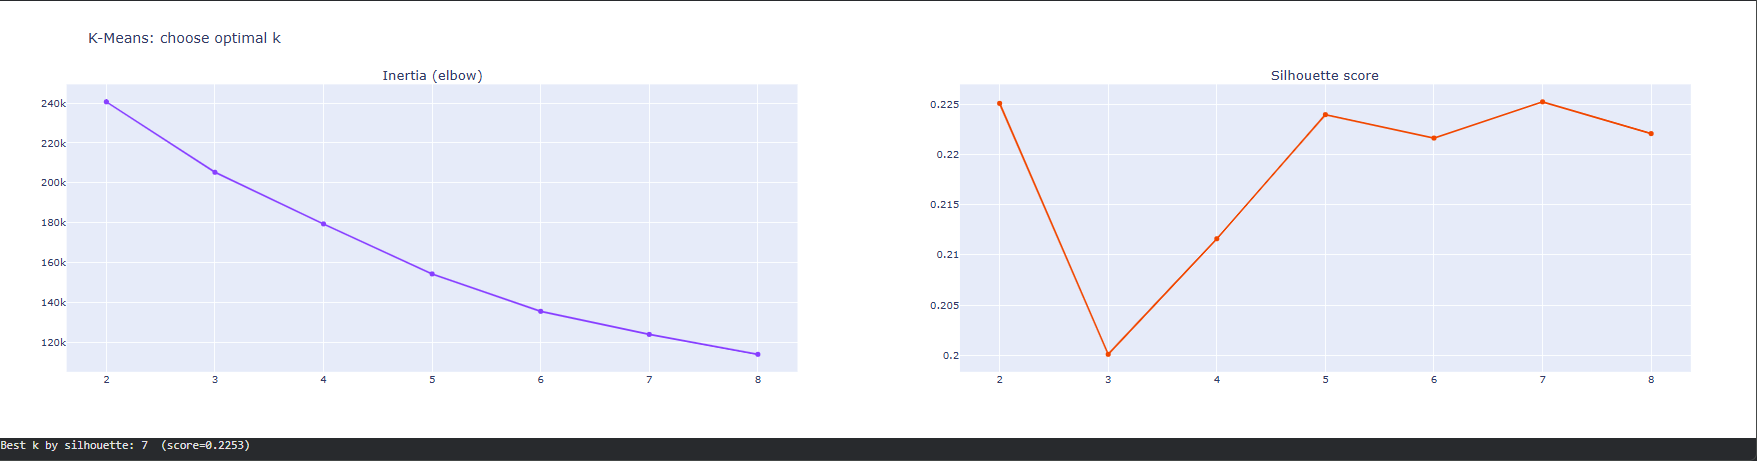 K-Means: choose optimal k
Inertia (elbow)
240k
220k
200k
180k
160k
140k
120k
2 3 4 5 6 7 8
Silhouette score
0.225
0.22
0.215
0.21
0.205
0.2
2 3 4 5 6 7 8
Best k by silhouette: 7  (score=0.2253)